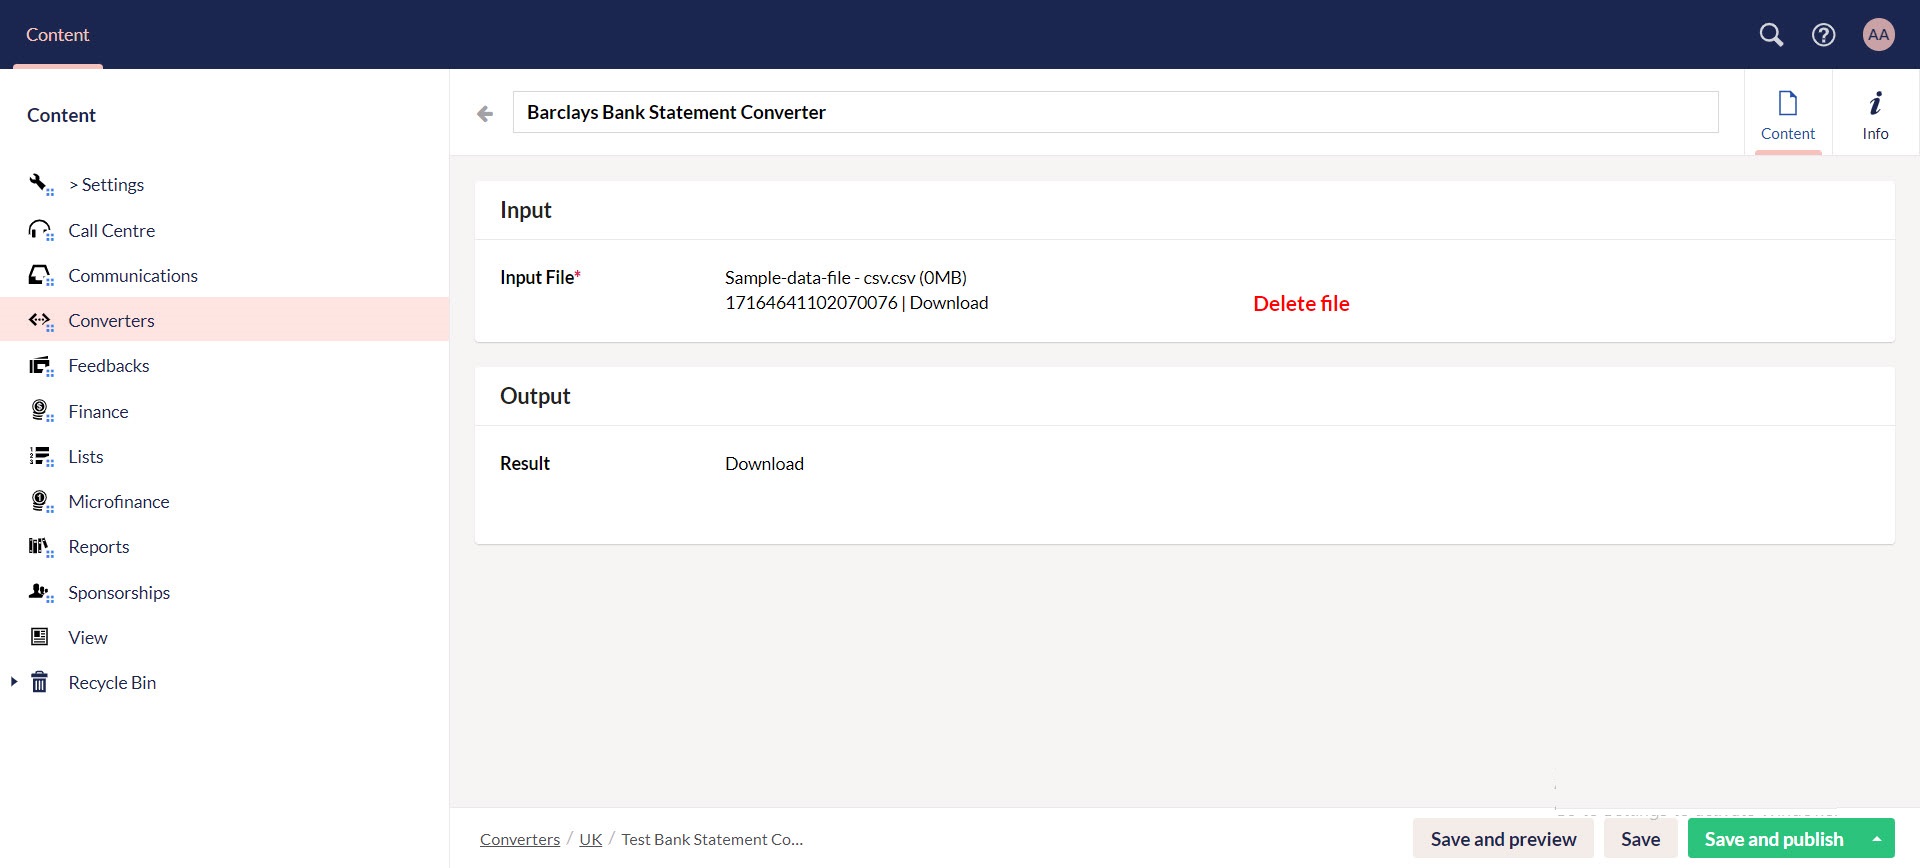 Content
AA
Content
> Settings
Call Centre
Communications
Converters
Feedbacks
Finance
Lists
Microfinance
Reports
Sponsorships
View
Recycle Bin
Barclays Bank Statement Converter
Content
Info
Input
Input File*
Sample-data-file - csv.csv (0MB)
17164641102070076 | Download
Delete file
Output
Result
Download
Converters / UK / Test Bank Statement Co...
Save and preview
Save
Save and publish